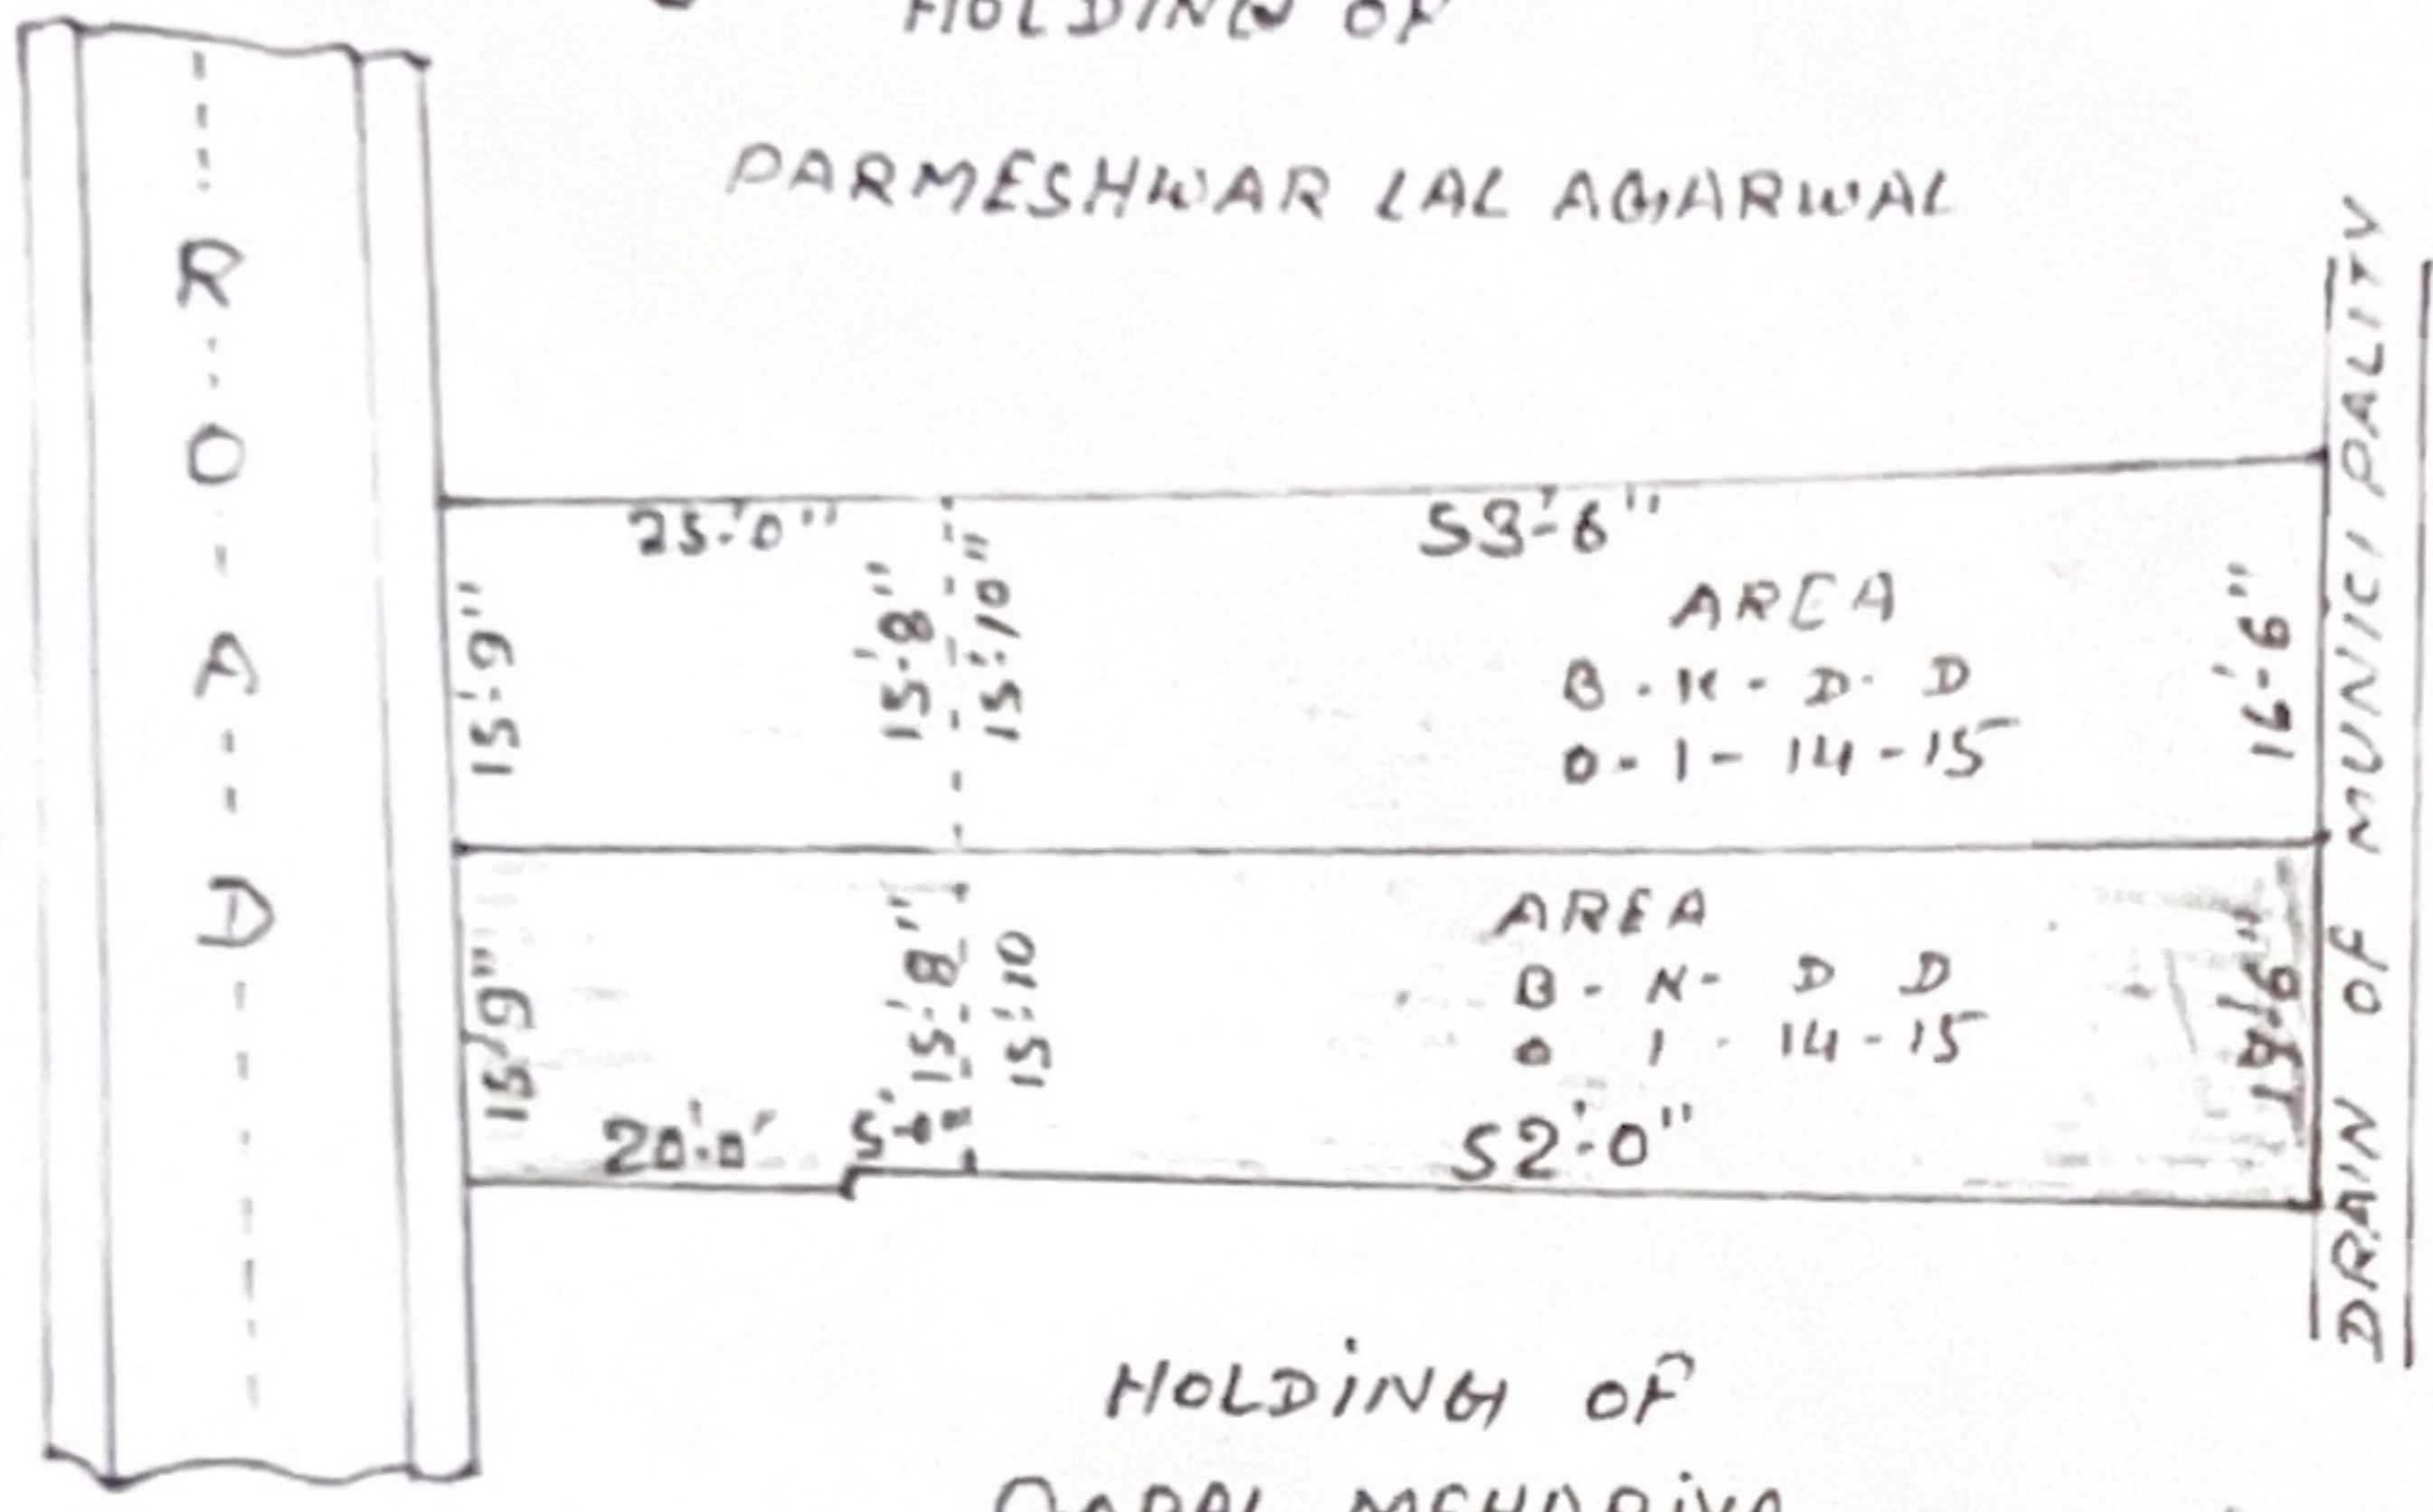 HOLDING OF
PARMESHWAR LAL AGARWAL
R-O-A-D
25'-0"
53'-6"
15'-9"
15'-8"
15'-10"
16'-6"
AREA
B-K-D-D
0-1-14-15
15'-9"
15'-8"
15'-10
AREA
B-K-D D
0 1-14-15
20'-0"
52'-0"
DRAIN OF MUNICIPALITY
HOLDING OF